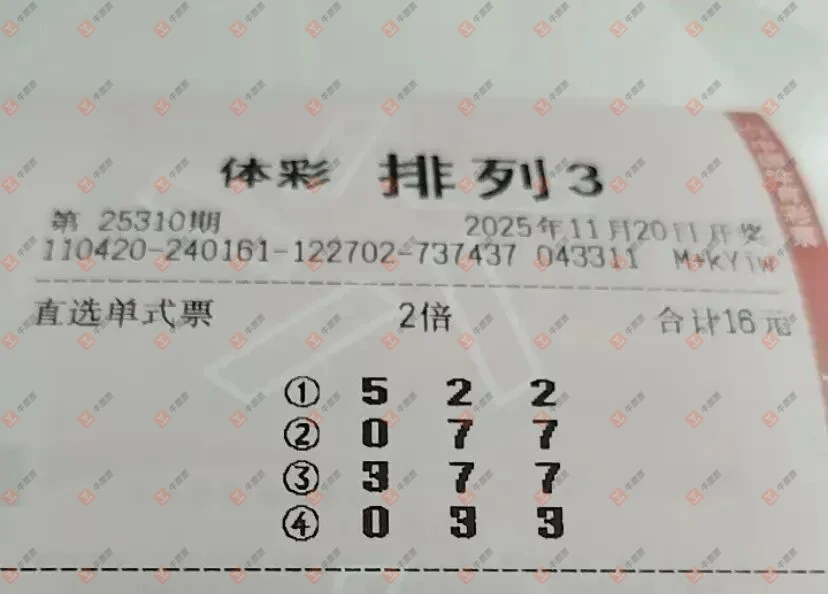 体彩 排列3
第 25310期 2025年11月20日开奖
110420-240161-122702-737437 043311 M+kYiw
直选单式票 2倍 合计16元
① 5 2 2
② 0 7 7
③ 3 7 7
④ 0 3 3